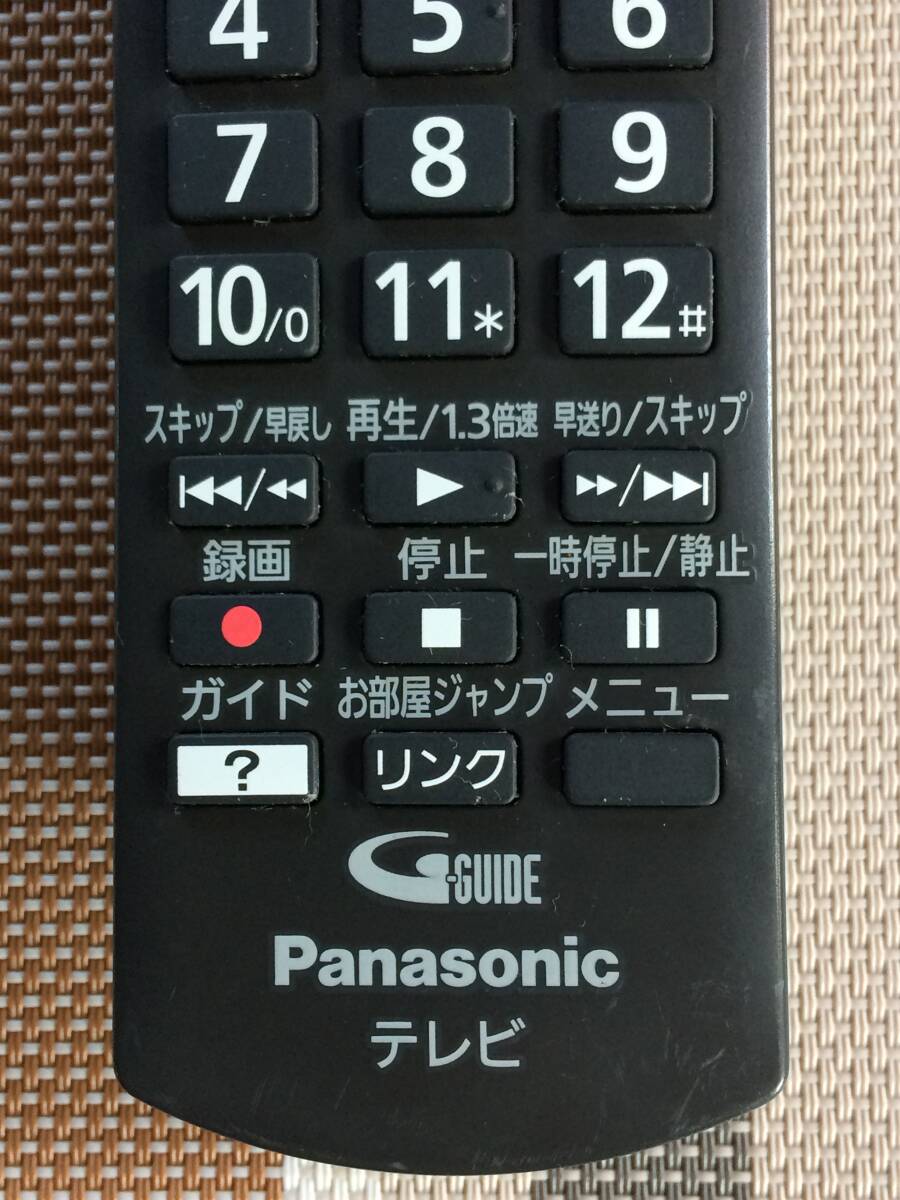 4 5 6
7 8 9
10/0 11* 12#
スキップ/早戻し 再生/1.3倍速 早送り/スキップ
録画 停止 一時停止/静止
ガイド お部屋ジャンプ メニュー
? リンク
G-GUIDE
Panasonic
テレビ